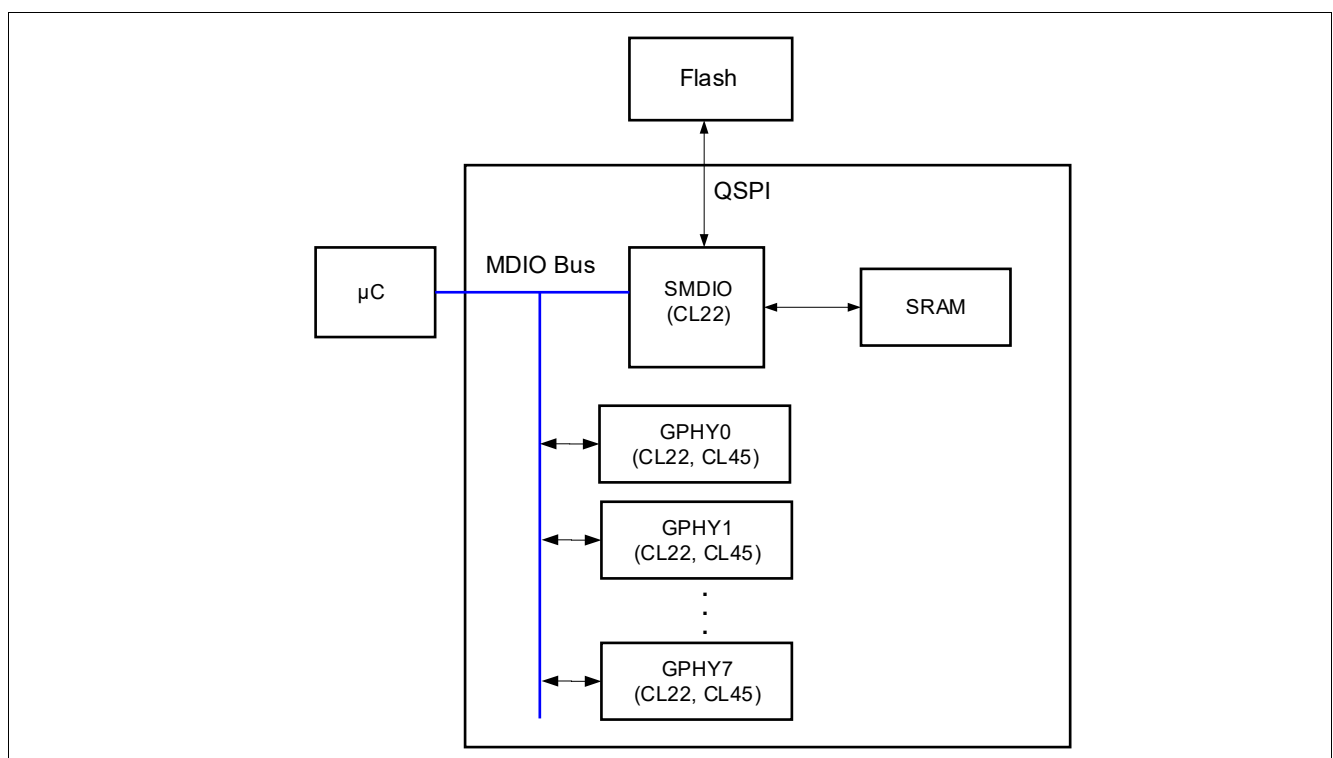 Flash
QSPI
MDIO Bus
µC
SMDIO
(CL22)
SRAM
GPHY0
(CL22, CL45)
GPHY1
(CL22, CL45)
.
.
.
GPHY7
(CL22, CL45)